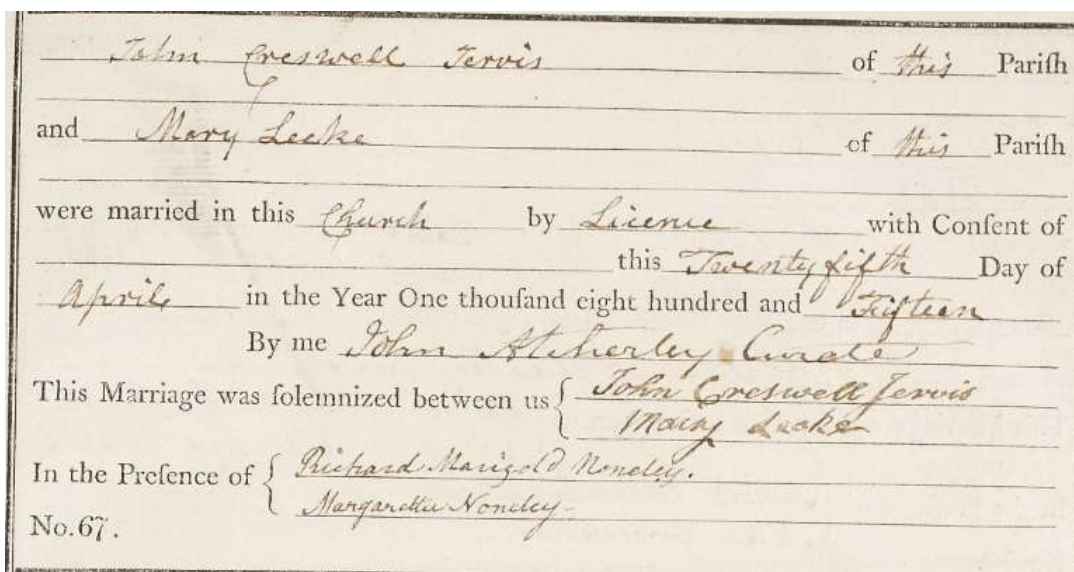 John Creswell Jervis of this Pariſh
and Mary Leeke of this Pariſh
were married in this Church by Licence with Conſent of
this Twenty fifth Day of
April in the Year One thouſand eight hundred and Fifteen
By me John Atcherley Curate
This Marriage was ſolemnized between us { John Creswell Jervis
Mary Leeke
In the Preſence of { Richard Marigold Noneley.
Margaretta Noneley
No. 67.